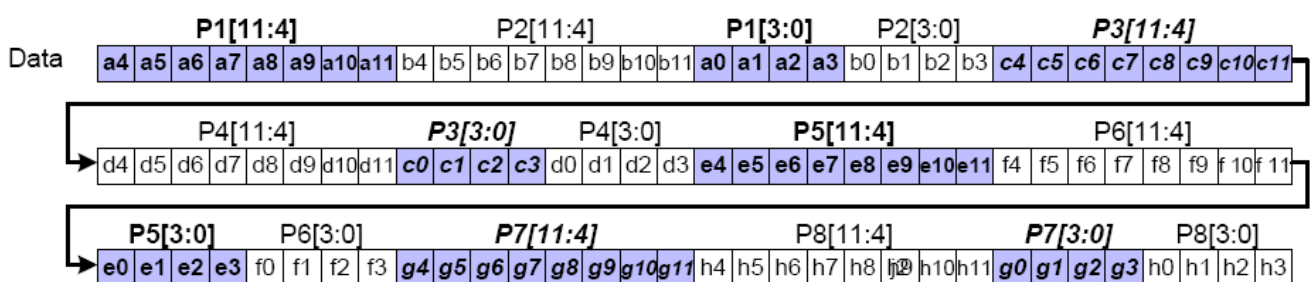 P1[11:4] P2[11:4] P1[3:0] P2[3:0] P3[11:4]
Data a4 a5 a6 a7 a8 a9 a10 a11 b4 b5 b6 b7 b8 b9 b10 b11 a0 a1 a2 a3 b0 b1 b2 b3 c4 c5 c6 c7 c8 c9 c10 c11
P4[11:4] P3[3:0] P4[3:0] P5[11:4] P6[11:4]
d4 d5 d6 d7 d8 d9 d10 d11 c0 c1 c2 c3 d0 d1 d2 d3 e4 e5 e6 e7 e8 e9 e10 e11 f4 f5 f6 f7 f8 f9 f 10 f 11
P5[3:0] P6[3:0] P7[11:4] P8[11:4] P7[3:0] P8[3:0]
e0 e1 e2 e3 f0 f1 f2 f3 g4 g5 g6 g7 g8 g9 g10 g11 h4 h5 h6 h7 h8 h10 h11 g0 g1 g2 g3 h0 h1 h2 h3